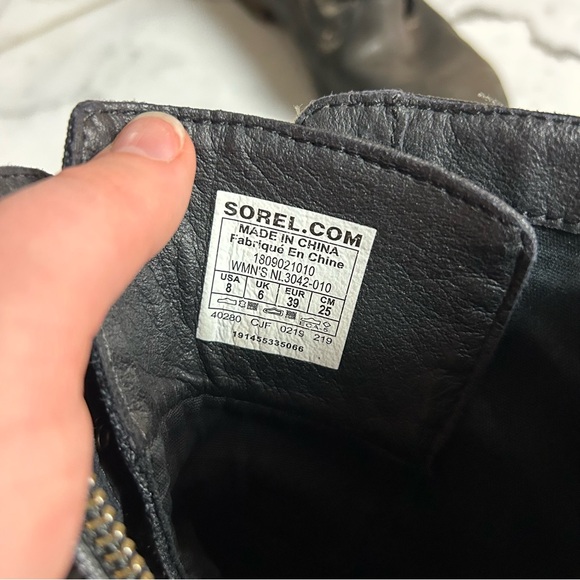 SOREL.COM
MADE IN CHINA
Fabriqué En Chine
1809021010
WMN'S NL3042-010
USA UK EUR CM
8 6 39 25
40280 CJF 0219 219
191455335066